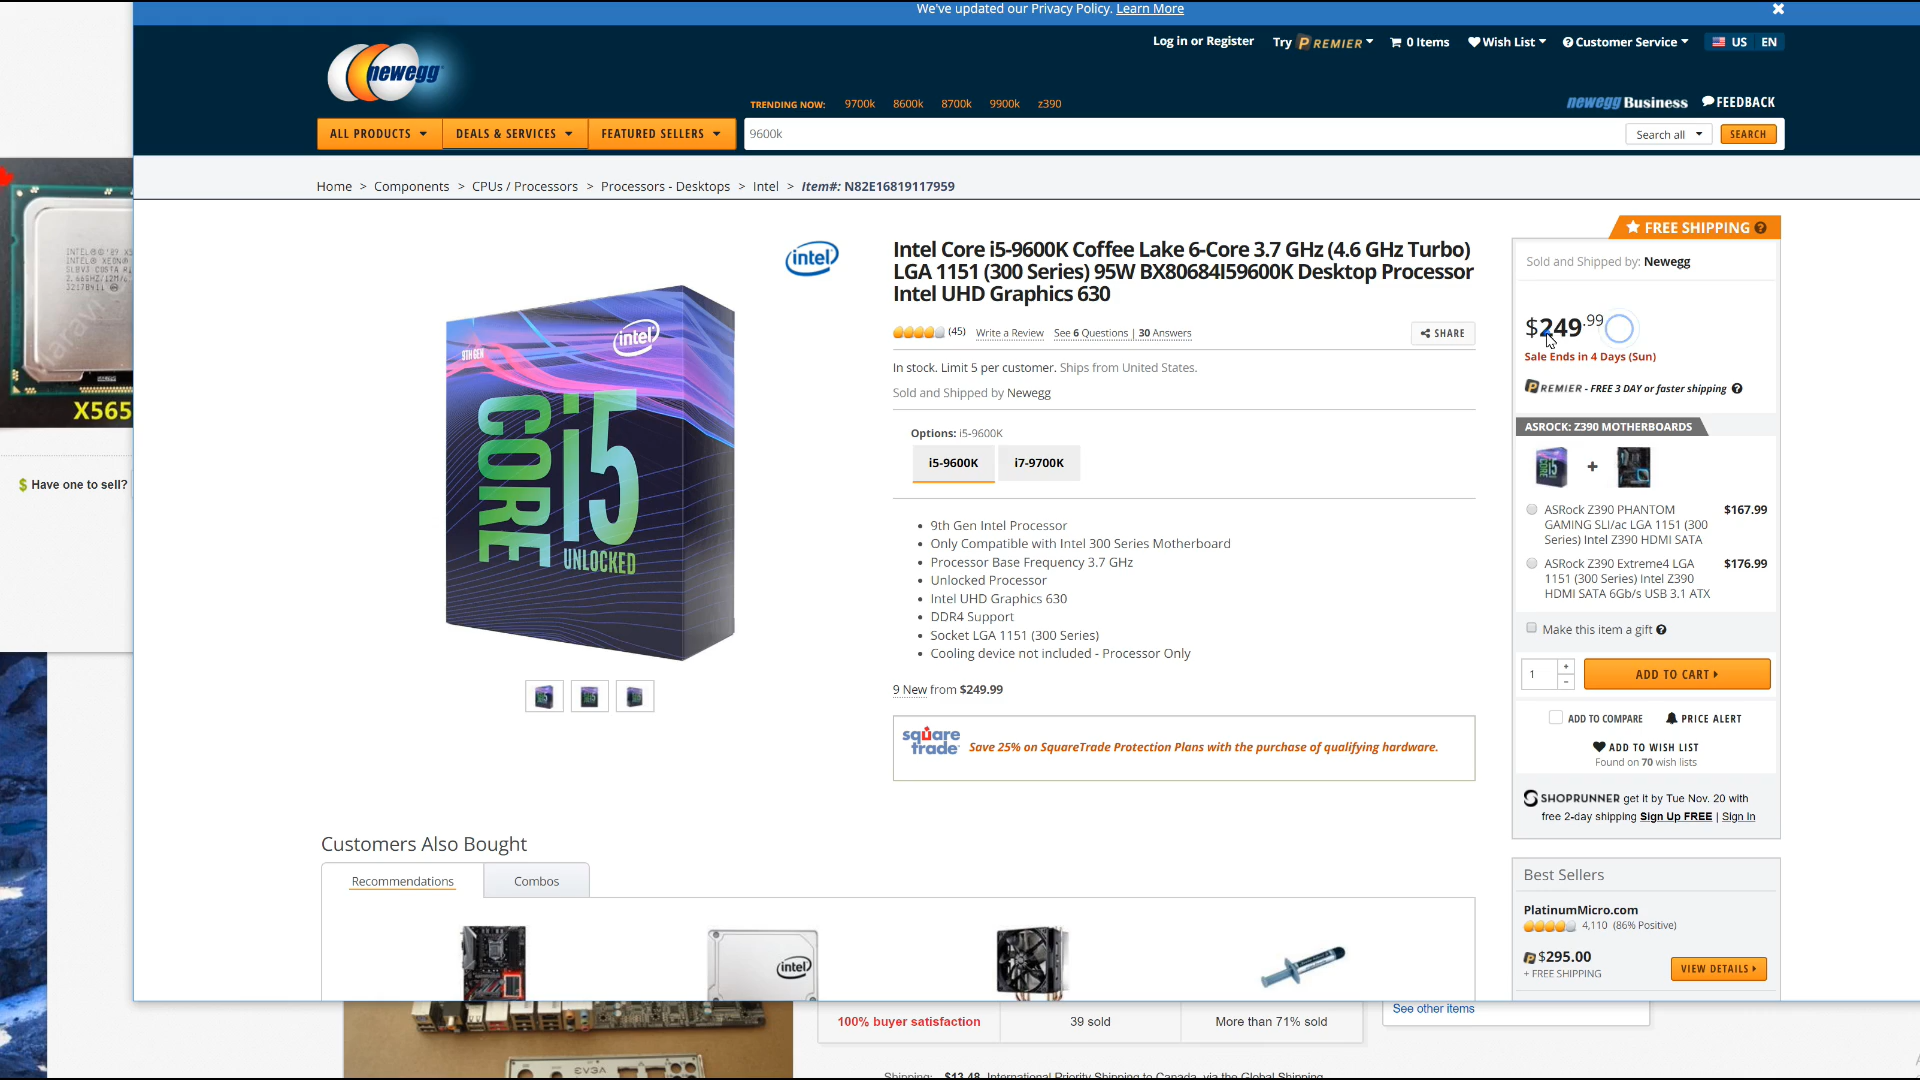 We've updated our Privacy Policy. Learn More
Log in or Register
Try PREMIER
0 Items
Wish List
Customer Service
US EN
newegg
TRENDING NOW: 9700k 8600k 8700k 9900k z390
newegg Business
FEEDBACK
ALL PRODUCTS
DEALS & SERVICES
FEATURED SELLERS
9600k
Search all
SEARCH
Home > Components > CPUs / Processors > Processors - Desktops > Intel > Item#: N82E16819117959
FREE SHIPPING
intel
Intel Core i5-9600K Coffee Lake 6-Core 3.7 GHz (4.6 GHz Turbo)
LGA 1151 (300 Series) 95W BX80684I59600K Desktop Processor
Intel UHD Graphics 630
(45) Write a Review See 6 Questions | 30 Answers
SHARE
In stock. Limit 5 per customer. Ships from United States.
Sold and Shipped by Newegg
Options: i5-9600K
i5-9600K
i7-9700K
9th Gen Intel Processor
Only Compatible with Intel 300 Series Motherboard
Processor Base Frequency 3.7 GHz
Unlocked Processor
Intel UHD Graphics 630
DDR4 Support
Socket LGA 1151 (300 Series)
Cooling device not included - Processor Only
9 New from $249.99
square trade
Save 25% on SquareTrade Protection Plans with the purchase of qualifying hardware.
9TH GEN
intel
CORE
i5
UNLOCKED
Sold and Shipped by: Newegg
$249.99
Sale Ends in 4 Days (Sun)
PREMIER - FREE 3 DAY or faster shipping
ASROCK: Z390 MOTHERBOARDS
+
ASRock Z390 PHANTOM $167.99
GAMING SLI/ac LGA 1151 (300
Series) Intel Z390 HDMI SATA
ASRock Z390 Extreme4 LGA $176.99
1151 (300 Series) Intel Z390
HDMI SATA 6Gb/s USB 3.1 ATX
Make this item a gift
1
ADD TO CART
ADD TO COMPARE
PRICE ALERT
ADD TO WISH LIST
Found on 70 wish lists
SHOPRUNNER get it by Tue Nov. 20 with
free 2-day shipping Sign Up FREE | Sign In
Best Sellers
PlatinumMicro.com
4,110 (86% Positive)
$295.00
+ FREE SHIPPING
VIEW DETAILS
Customers Also Bought
Recommendations
Combos
intel
X565
$ Have one to sell?
100% buyer satisfaction
39 sold
More than 71% sold
See other items
EVGA
Shipping: $13.48 International Priority Shipping to Canada via the Global Shipping